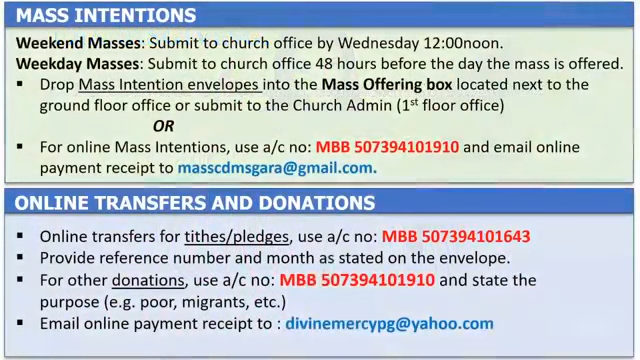 MASS INTENTIONS
Weekend Masses: Submit to church office by Wednesday 12:00noon.
Weekday Masses: Submit to church office 48 hours before the day the mass is offered.
▪ Drop Mass Intention envelopes into the Mass Offering box located next to the
ground floor office or submit to the Church Admin (1st floor office)
OR
▪ For online Mass Intentions, use a/c no: MBB 507394101910 and email online
payment receipt to masscdmsgara@gmail.com.
ONLINE TRANSFERS AND DONATIONS
▪ Online transfers for tithes/pledges, use a/c no: MBB 507394101643
▪ Provide reference number and month as stated on the envelope.
▪ For other donations, use a/c no: MBB 507394101910 and state the
purpose (e.g. poor, migrants, etc.)
▪ Email online payment receipt to : divinemercypg@yahoo.com